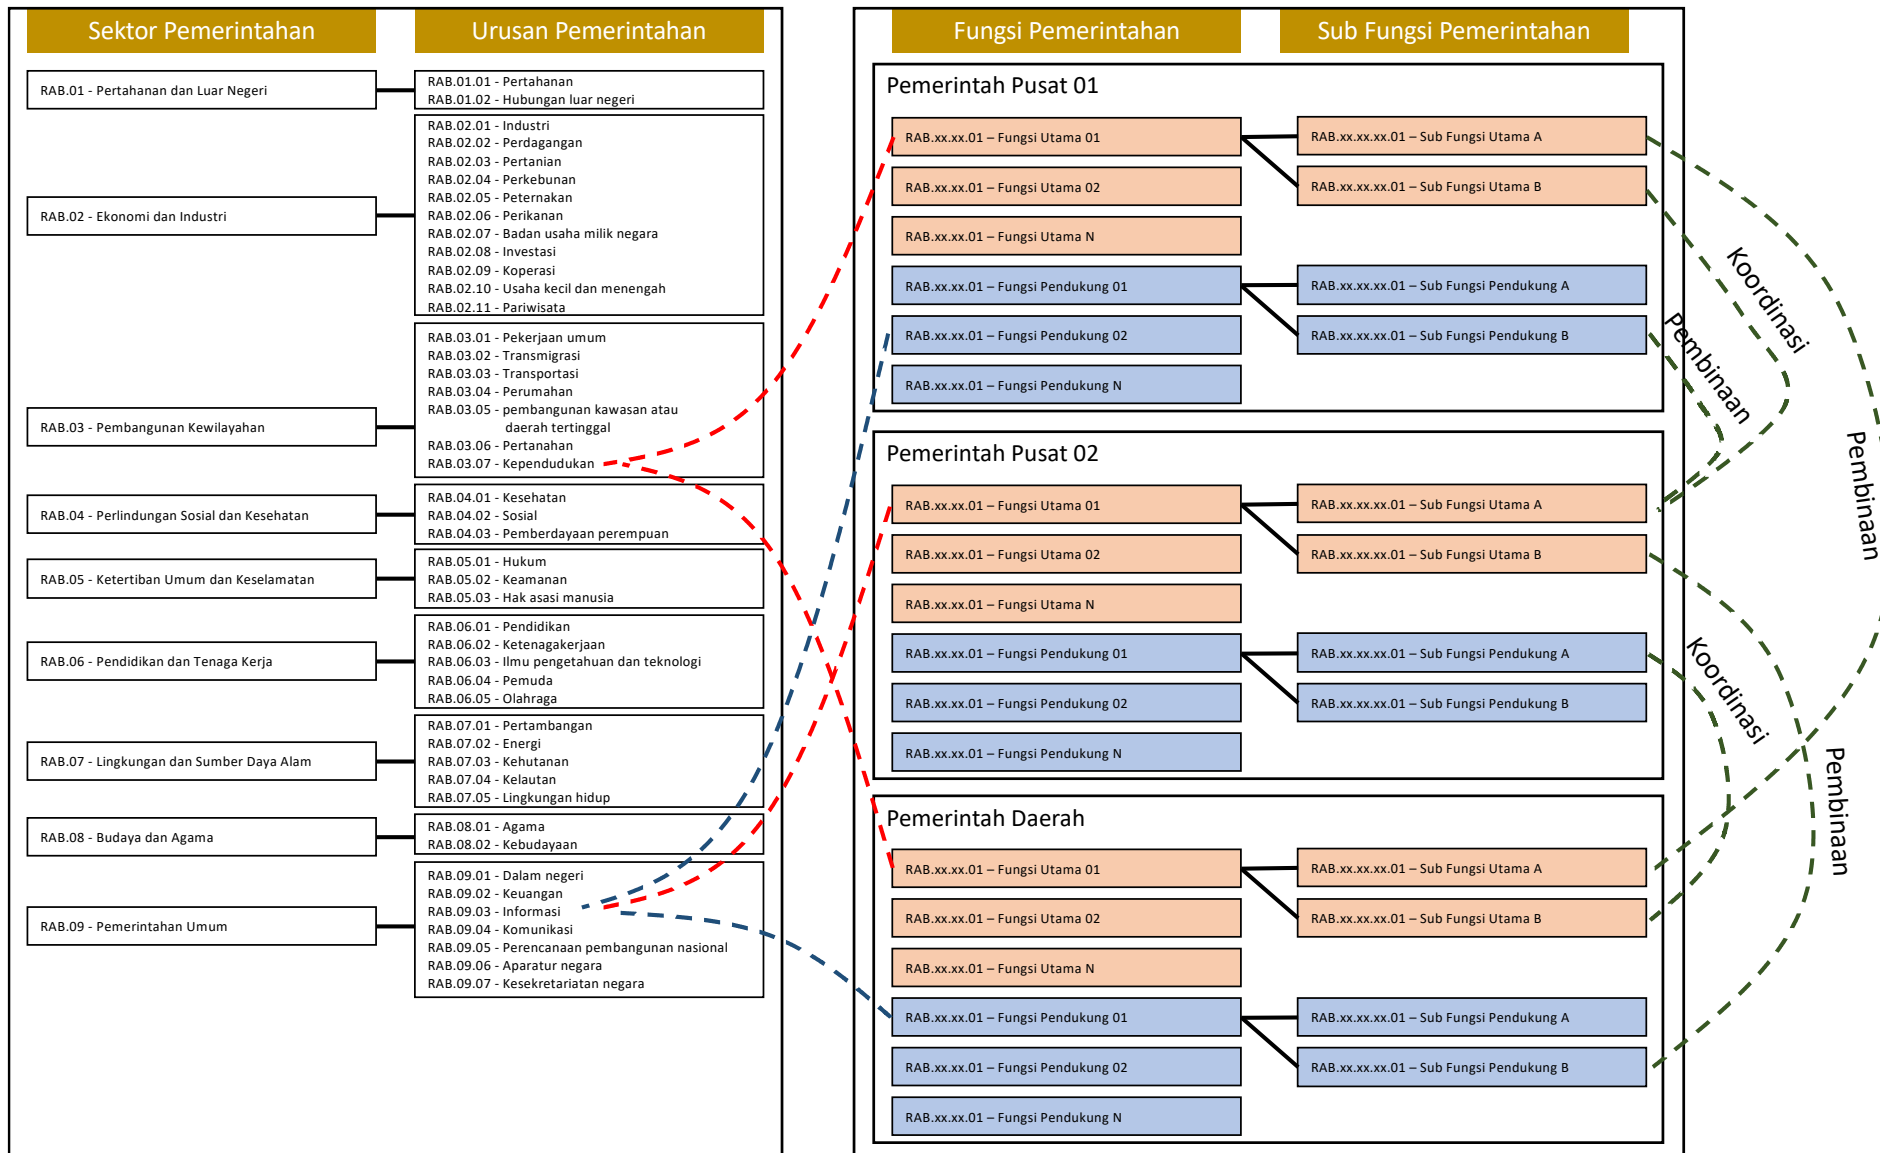 Sektor Pemerintahan
Urusan Pemerintahan
RAB.01 - Pertahanan dan Luar Negeri
RAB.01.01 - Pertahanan
RAB.01.02 - Hubungan luar negeri
RAB.02 - Ekonomi dan Industri
RAB.02.01 - Industri
RAB.02.02 - Perdagangan
RAB.02.03 - Pertanian
RAB.02.04 - Perkebunan
RAB.02.05 - Peternakan
RAB.02.06 - Perikanan
RAB.02.07 - Badan usaha milik negara
RAB.02.08 - Investasi
RAB.02.09 - Koperasi
RAB.02.10 - Usaha kecil dan menengah
RAB.02.11 - Pariwisata
RAB.03 - Pembangunan Kewilayahan
RAB.03.01 - Pekerjaan umum
RAB.03.02 - Transmigrasi
RAB.03.03 - Transportasi
RAB.03.04 - Perumahan
RAB.03.05 - pembangunan kawasan atau
daerah tertinggal
RAB.03.06 - Pertanahan
RAB.03.07 - Kependudukan
RAB.04 - Perlindungan Sosial dan Kesehatan
RAB.04.01 - Kesehatan
RAB.04.02 - Sosial
RAB.04.03 - Pemberdayaan perempuan
RAB.05 - Ketertiban Umum dan Keselamatan
RAB.05.01 - Hukum
RAB.05.02 - Keamanan
RAB.05.03 - Hak asasi manusia
RAB.06 - Pendidikan dan Tenaga Kerja
RAB.06.01 - Pendidikan
RAB.06.02 - Ketenagakerjaan
RAB.06.03 - Ilmu pengetahuan dan teknologi
RAB.06.04 - Pemuda
RAB.06.05 - Olahraga
RAB.07 - Lingkungan dan Sumber Daya Alam
RAB.07.01 - Pertambangan
RAB.07.02 - Energi
RAB.07.03 - Kehutanan
RAB.07.04 - Kelautan
RAB.07.05 - Lingkungan hidup
RAB.08 - Budaya dan Agama
RAB.08.01 - Agama
RAB.08.02 - Kebudayaan
RAB.09 - Pemerintahan Umum
RAB.09.01 - Dalam negeri
RAB.09.02 - Keuangan
RAB.09.03 - Informasi
RAB.09.04 - Komunikasi
RAB.09.05 - Perencanaan pembangunan nasional
RAB.09.06 - Aparatur negara
RAB.09.07 - Kesekretariatan negara
Fungsi Pemerintahan
Sub Fungsi Pemerintahan
Pemerintah Pusat 01
RAB.xx.xx.01 – Fungsi Utama 01
RAB.xx.xx.xx.01 – Sub Fungsi Utama A
RAB.xx.xx.01 – Fungsi Utama 02
RAB.xx.xx.xx.01 – Sub Fungsi Utama B
RAB.xx.xx.01 – Fungsi Utama N
RAB.xx.xx.01 – Fungsi Pendukung 01
RAB.xx.xx.xx.01 – Sub Fungsi Pendukung A
RAB.xx.xx.01 – Fungsi Pendukung 02
RAB.xx.xx.xx.01 – Sub Fungsi Pendukung B
RAB.xx.xx.01 – Fungsi Pendukung N
Pemerintah Pusat 02
RAB.xx.xx.01 – Fungsi Utama 01
RAB.xx.xx.xx.01 – Sub Fungsi Utama A
RAB.xx.xx.01 – Fungsi Utama 02
RAB.xx.xx.xx.01 – Sub Fungsi Utama B
RAB.xx.xx.01 – Fungsi Utama N
RAB.xx.xx.01 – Fungsi Pendukung 01
RAB.xx.xx.xx.01 – Sub Fungsi Pendukung A
RAB.xx.xx.01 – Fungsi Pendukung 02
RAB.xx.xx.xx.01 – Sub Fungsi Pendukung B
RAB.xx.xx.01 – Fungsi Pendukung N
Pemerintah Daerah
RAB.xx.xx.01 – Fungsi Utama 01
RAB.xx.xx.xx.01 – Sub Fungsi Utama A
RAB.xx.xx.01 – Fungsi Utama 02
RAB.xx.xx.xx.01 – Sub Fungsi Utama B
RAB.xx.xx.01 – Fungsi Utama N
RAB.xx.xx.01 – Fungsi Pendukung 01
RAB.xx.xx.xx.01 – Sub Fungsi Pendukung A
RAB.xx.xx.01 – Fungsi Pendukung 02
RAB.xx.xx.xx.01 – Sub Fungsi Pendukung B
RAB.xx.xx.01 – Fungsi Pendukung N
Koordinasi
Pembinaan
Pembinaan
Koordinasi
Pembinaan